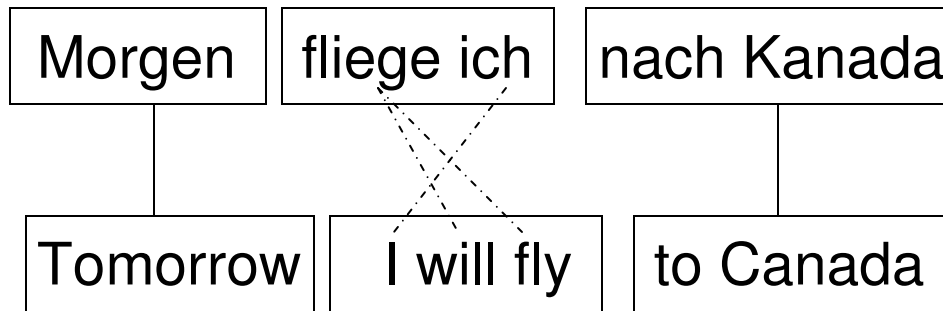 Morgen fliege ich nach Kanada
Tomorrow I will fly to Canada